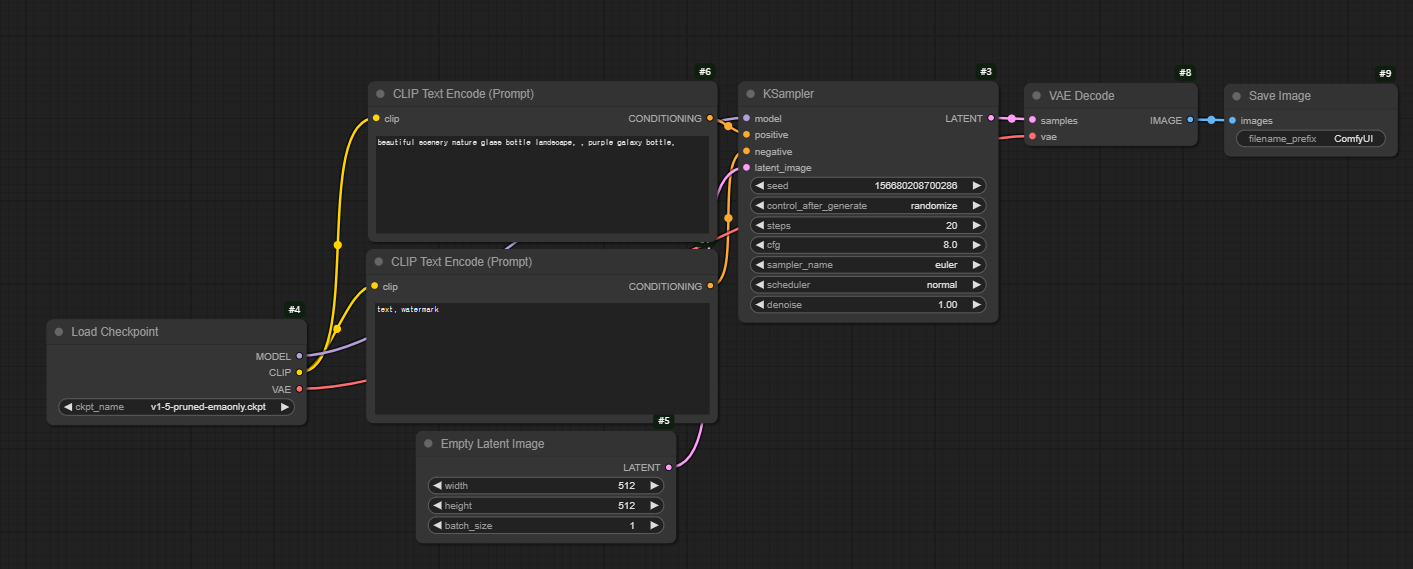 #6
CLIP Text Encode (Prompt)
clip
CONDITIONING
beautiful scenery nature glass bottle landscape, , purple galaxy bottle,
CLIP Text Encode (Prompt)
clip
CONDITIONING
text, watermark
#4
Load Checkpoint
MODEL
CLIP
VAE
ckpt_name v1-5-pruned-emaonly.ckpt
#5
Empty Latent Image
LATENT
width 512
height 512
batch_size 1
#3
KSampler
model
LATENT
positive
negative
latent_image
seed 156680208700286
control_after_generate randomize
steps 20
cfg 8.0
sampler_name euler
scheduler normal
denoise 1.00
#8
VAE Decode
samples
IMAGE
vae
#9
Save Image
images
filename_prefix ComfyUI